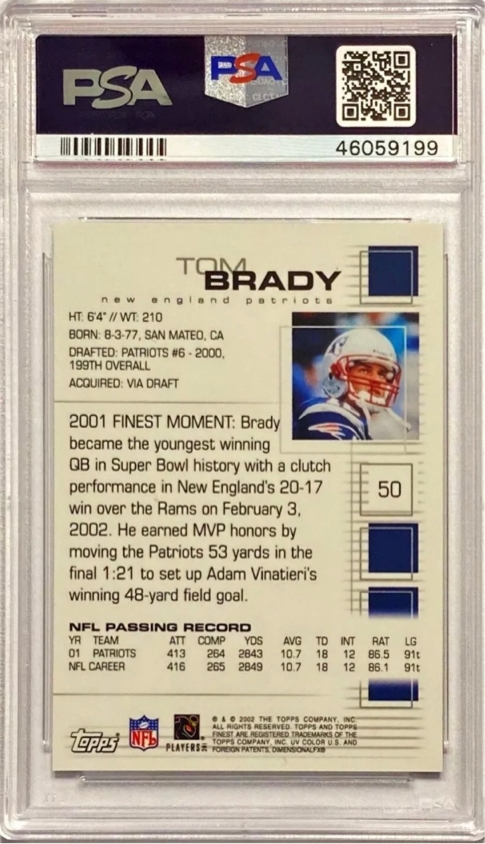 PSA
PSA
46059199
TOM
BRADY
new england patriots
HT: 6'4" // WT: 210
BORN: 8-3-77, SAN MATEO, CA
DRAFTED: PATRIOTS #6 - 2000,
199TH OVERALL
ACQUIRED: VIA DRAFT
2001 FINEST MOMENT: Brady
became the youngest winning
QB in Super Bowl history with a clutch
performance in New England's 20-17
win over the Rams on February 3,
2002. He earned MVP honors by
moving the Patriots 53 yards in the
final 1:21 to set up Adam Vinatieri's
winning 48-yard field goal.
50
NFL PASSING RECORD
YR TEAM ATT COMP YDS AVG TD INT RAT LG
01 PATRIOTS 413 264 2843 10.7 18 12 86.5 91t
NFL CAREER 416 265 2849 10.7 18 12 86.1 91t
topps
NFL
PLAYERS INC
® & © 2002 THE TOPPS COMPANY, INC.
ALL RIGHTS RESERVED. TOPPS AND TOPPS
FINEST ARE REGISTERED TRADEMARKS OF THE
TOPPS COMPANY, INC. UV COLOR U.S. AND
FOREIGN PATENTS, DIMENSIONALFX®